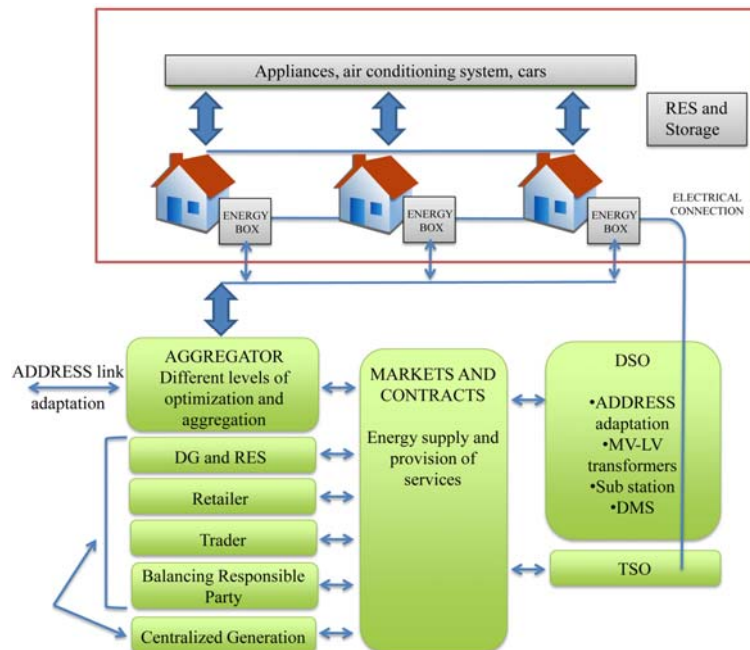 Appliances, air conditioning system, cars
RES and
Storage
ENERGY
BOX
ENERGY
BOX
ENERGY
BOX
ELECTRICAL
CONNECTION
ADDRESS link
adaptation
AGGREGATOR
Different levels of
optimization and
aggregation
DG and RES
Retailer
Trader
Balancing Responsible
Party
Centralized Generation
MARKETS AND
CONTRACTS
Energy supply and
provision of
services
DSO
•ADDRESS
adaptation
•MV-LV
transformers
•Sub station
•DMS
TSO